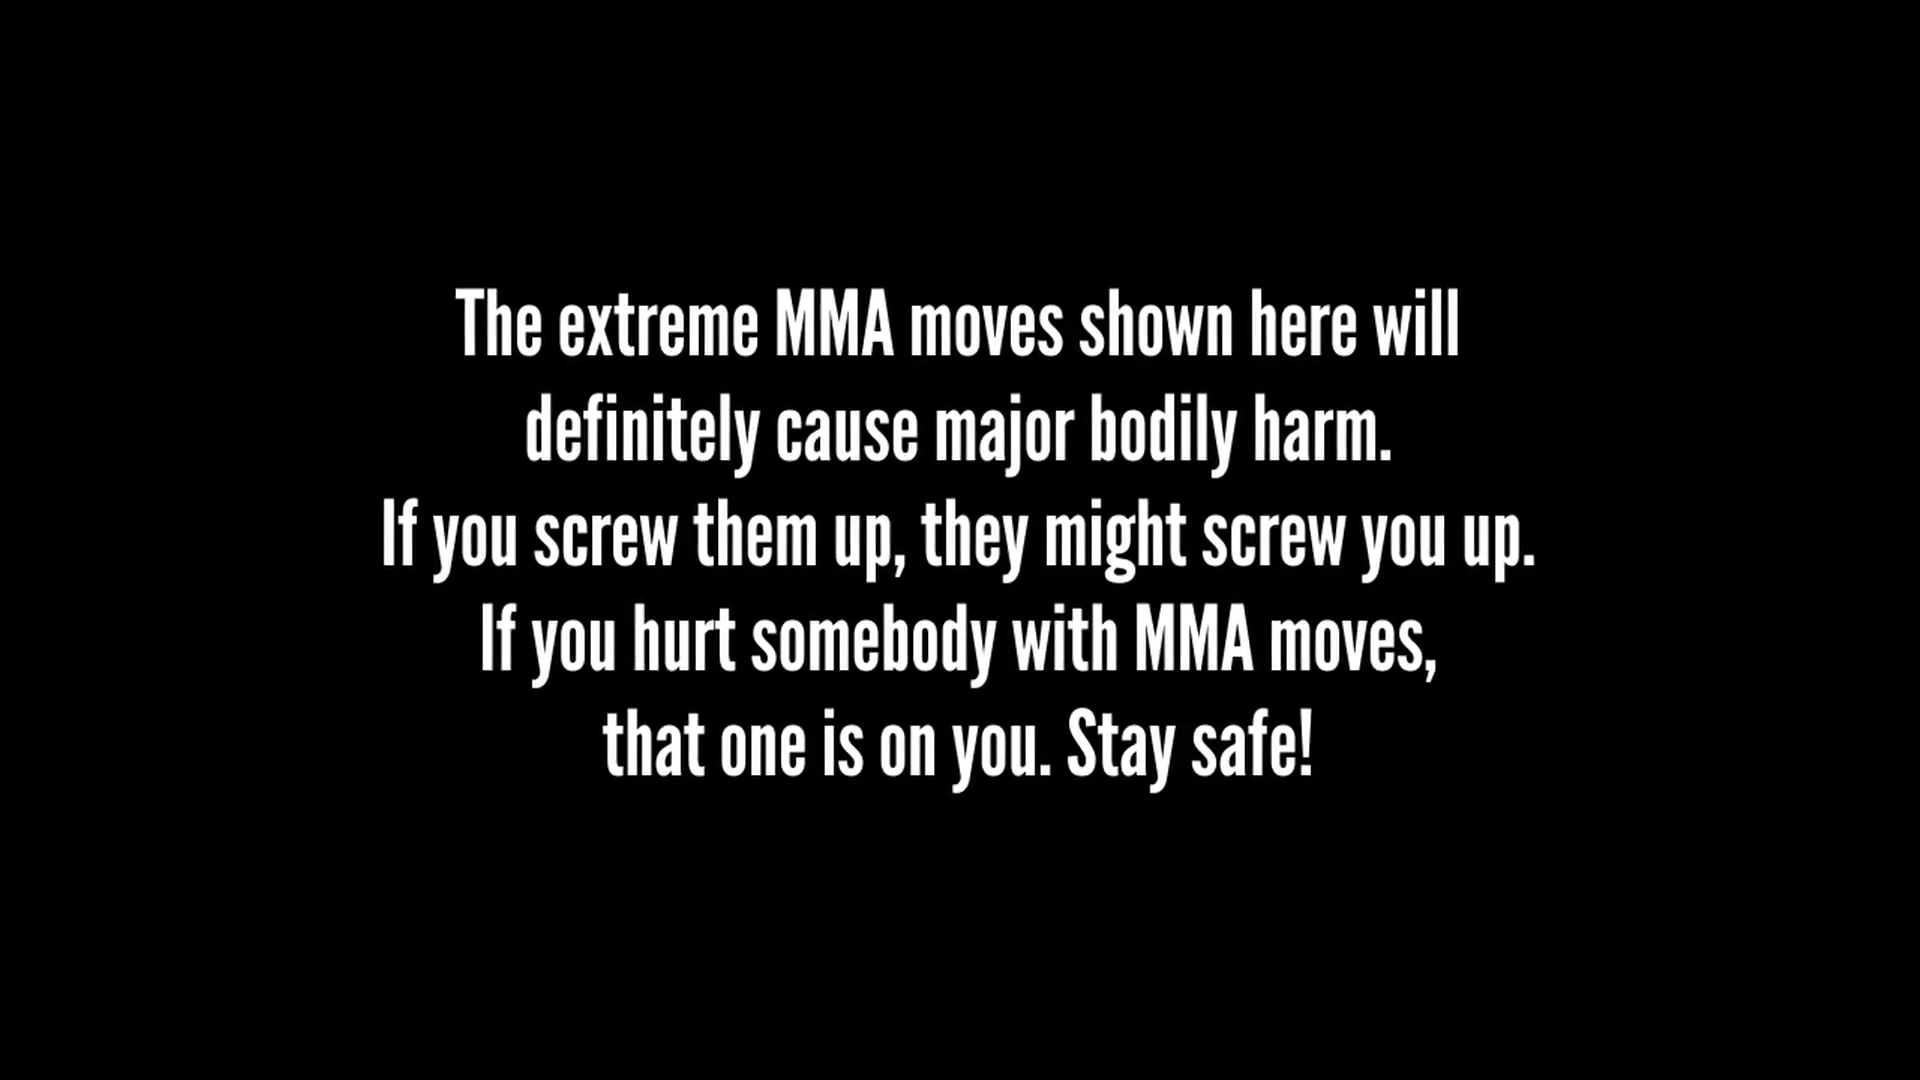 The extreme MMA moves shown here will
definitely cause major bodily harm.
If you screw them up, they might screw you up.
If you hurt somebody with MMA moves,
that one is on you. Stay safe!